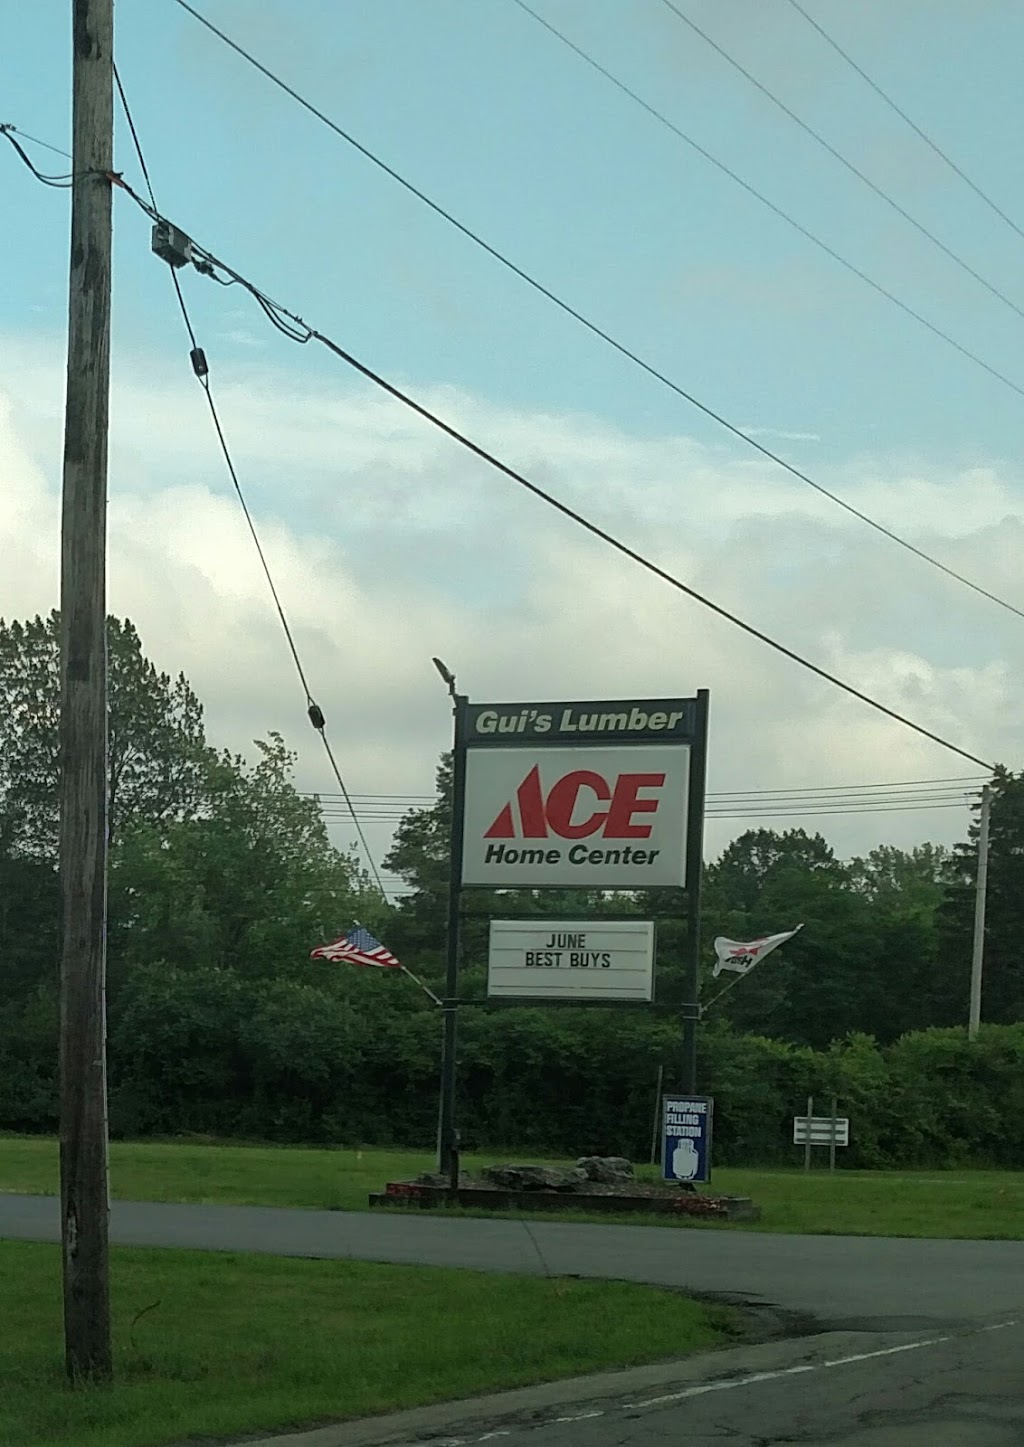 Gui's Lumber
ACE
Home Center
JUNE
BEST BUYS
PROPANE
FILLING
STATION